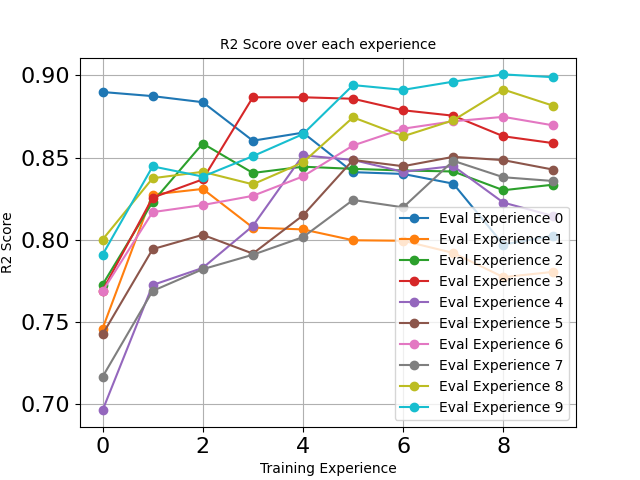 R2 Score over each experience
0.90
0.85
0.80
0.75
0.70
R2 Score
0 2 4 6 8
Training Experience
Eval Experience 0
Eval Experience 1
Eval Experience 2
Eval Experience 3
Eval Experience 4
Eval Experience 5
Eval Experience 6
Eval Experience 7
Eval Experience 8
Eval Experience 9